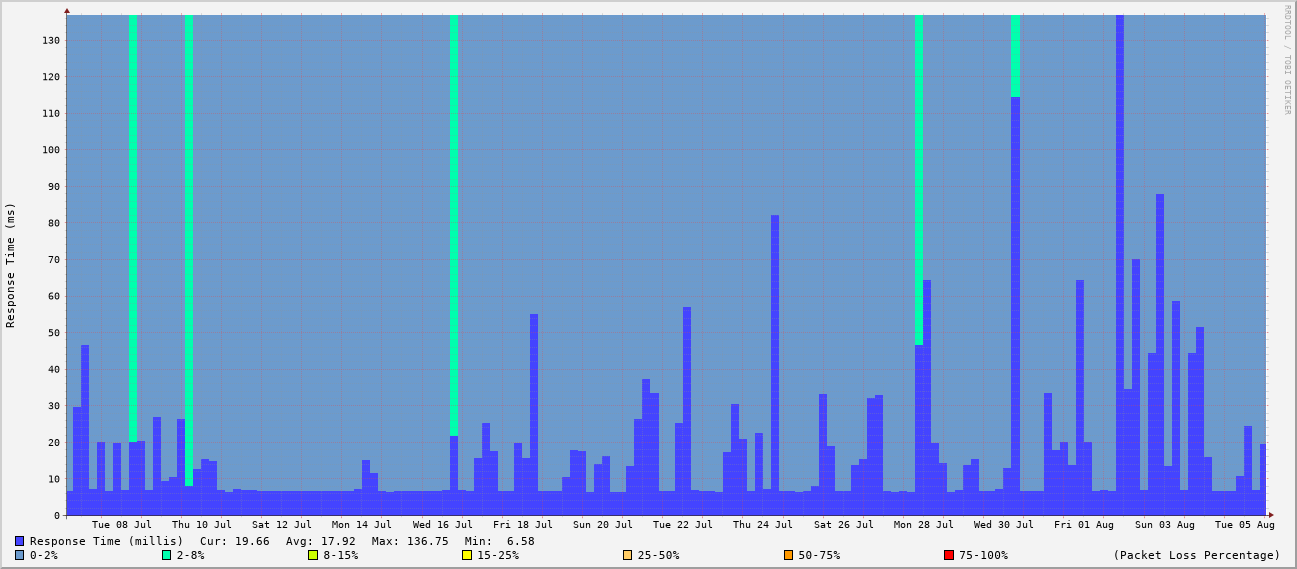 RRDTOOL / TOBI OETIKER
Response Time (ms)
130
120
110
100
90
80
70
60
50
40
30
20
10
0
Tue 08 Jul Thu 10 Jul Sat 12 Jul Mon 14 Jul Wed 16 Jul Fri 18 Jul Sun 20 Jul Tue 22 Jul Thu 24 Jul Sat 26 Jul Mon 28 Jul Wed 30 Jul Fri 01 Aug Sun 03 Aug Tue 05 Aug
Response Time (millis) Cur: 19.66 Avg: 17.92 Max: 136.75 Min: 6.58
0-2% 2-8% 8-15% 15-25% 25-50% 50-75% 75-100% (Packet Loss Percentage)